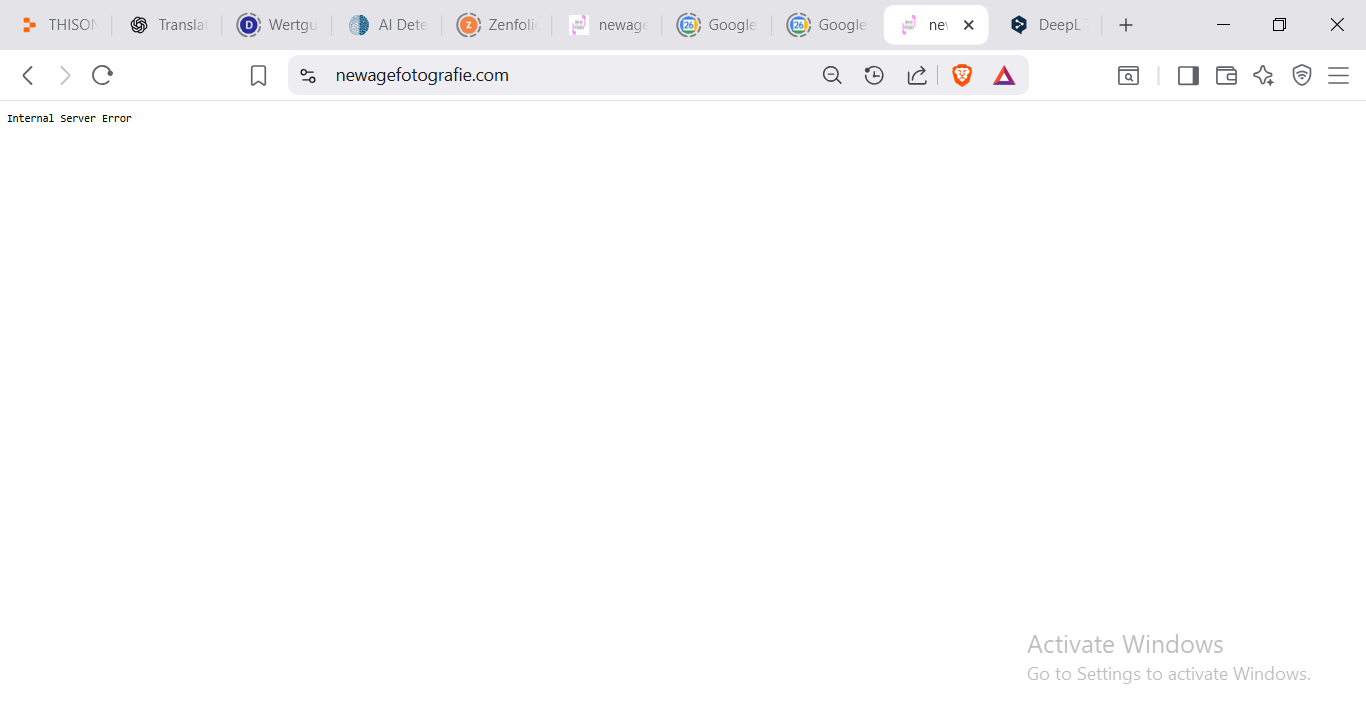 THISON
Translat
Wertgu
AI Dete
Zenfoli
newage
Google
Google
new
DeepL
newagefotografie.com
Internal Server Error
Activate Windows
Go to Settings to activate Windows.